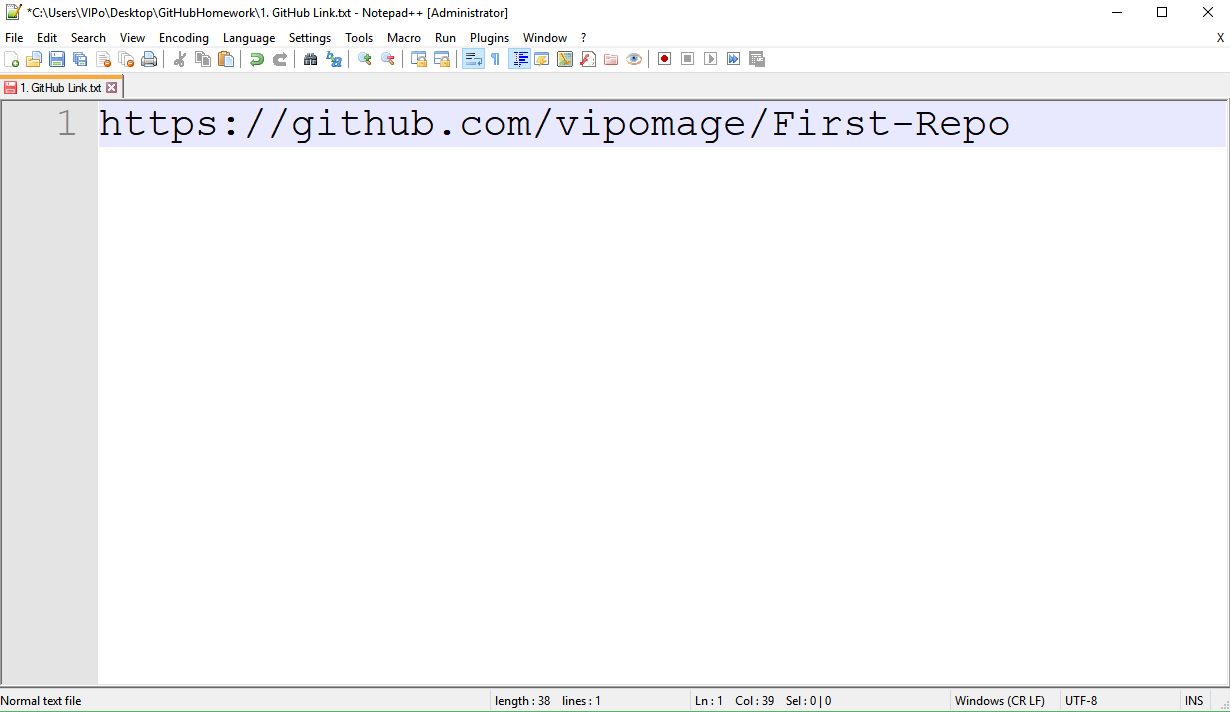 *C:\Users\VIPo\Desktop\GitHubHomework\1. GitHub Link.txt - Notepad++ [Administrator]
File Edit Search View Encoding Language Settings Tools Macro Run Plugins Window ? X
1. GitHub Link.txt
1 https://github.com/vipomage/First-Repo
Normal text file length : 38 lines : 1 Ln : 1 Col : 39 Sel : 0 | 0 Windows (CR LF) UTF-8 INS